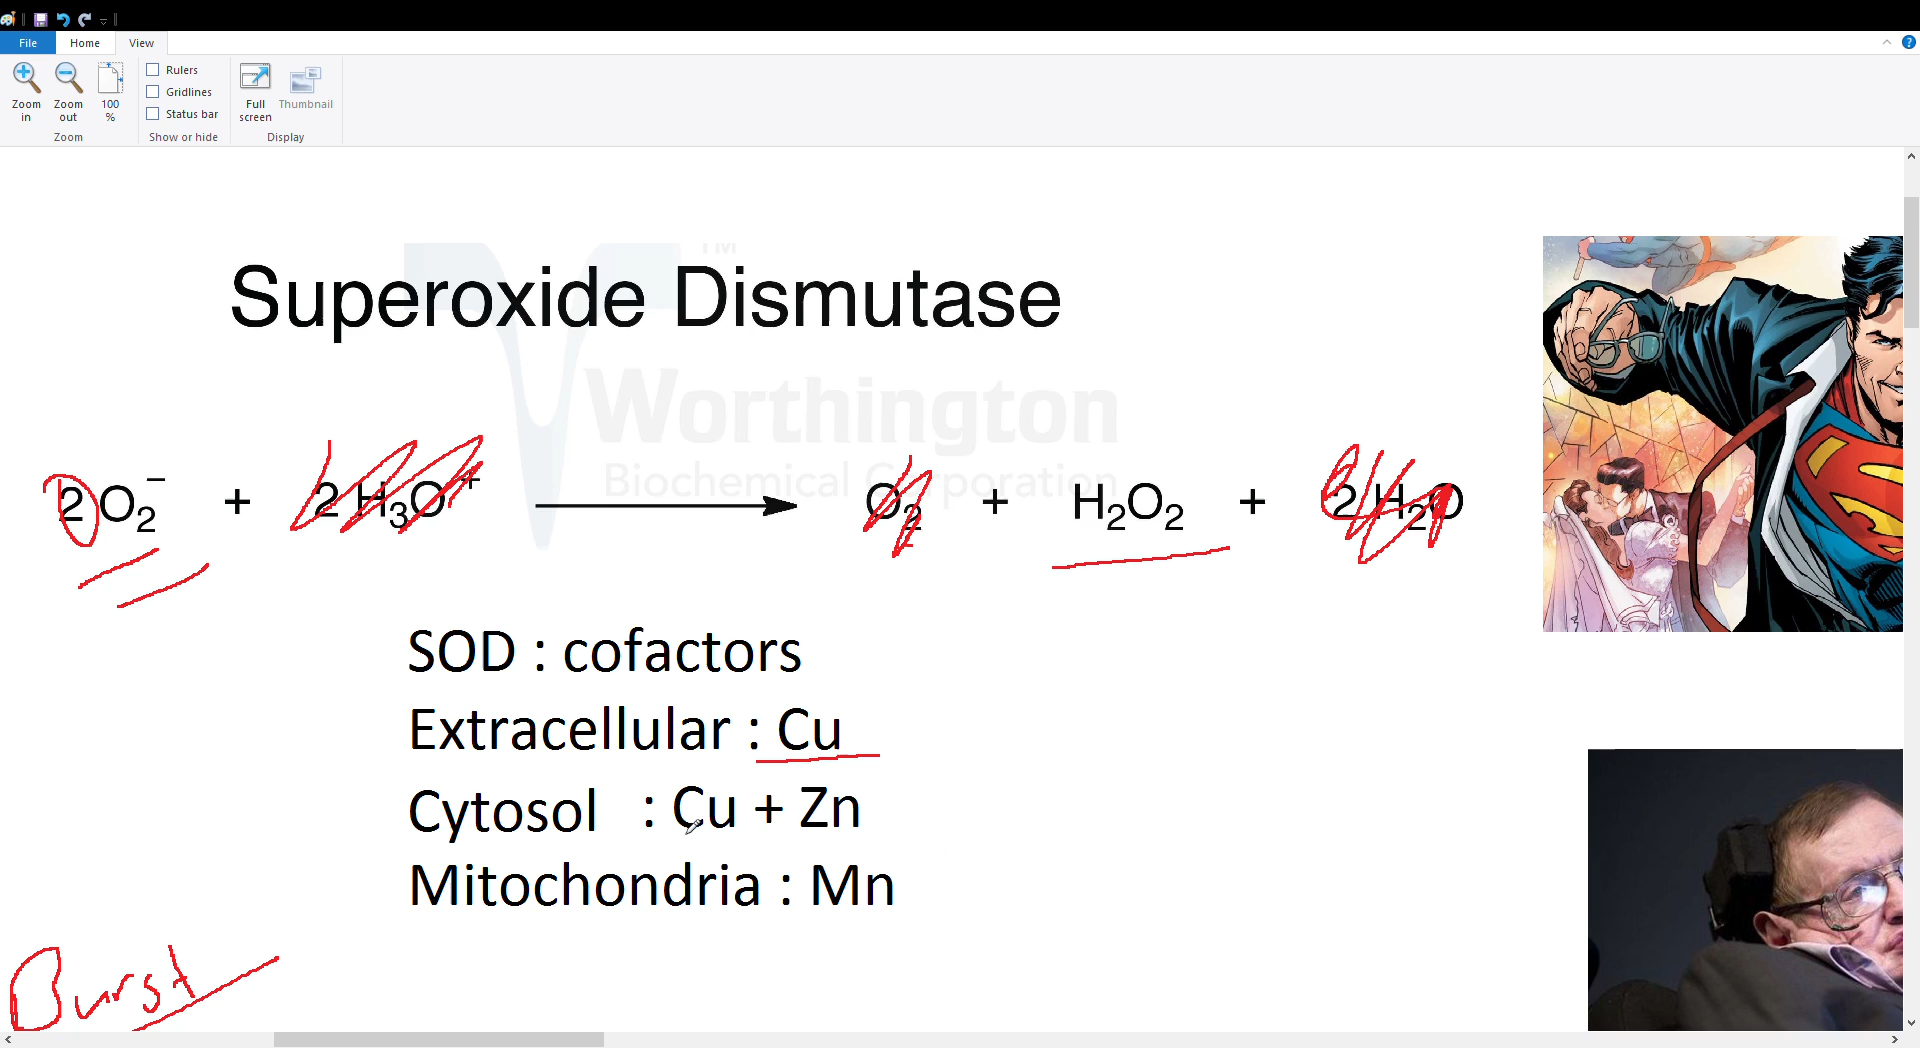 File Home View
Zoom in
Zoom out
100 %
Rulers
Gridlines
Status bar
Full screen
Thumbnail
Zoom
Show or hide
Display
TM
Superoxide Dismutase
Worthington
Biochemical Corporation
2 O₂⁻ + 2 H₃O⁺ → O₂ + H₂O₂ + 2 H₂O
SOD : cofactors
Extracellular : Cu
Cytosol : Cu + Zn
Mitochondria : Mn
Burst